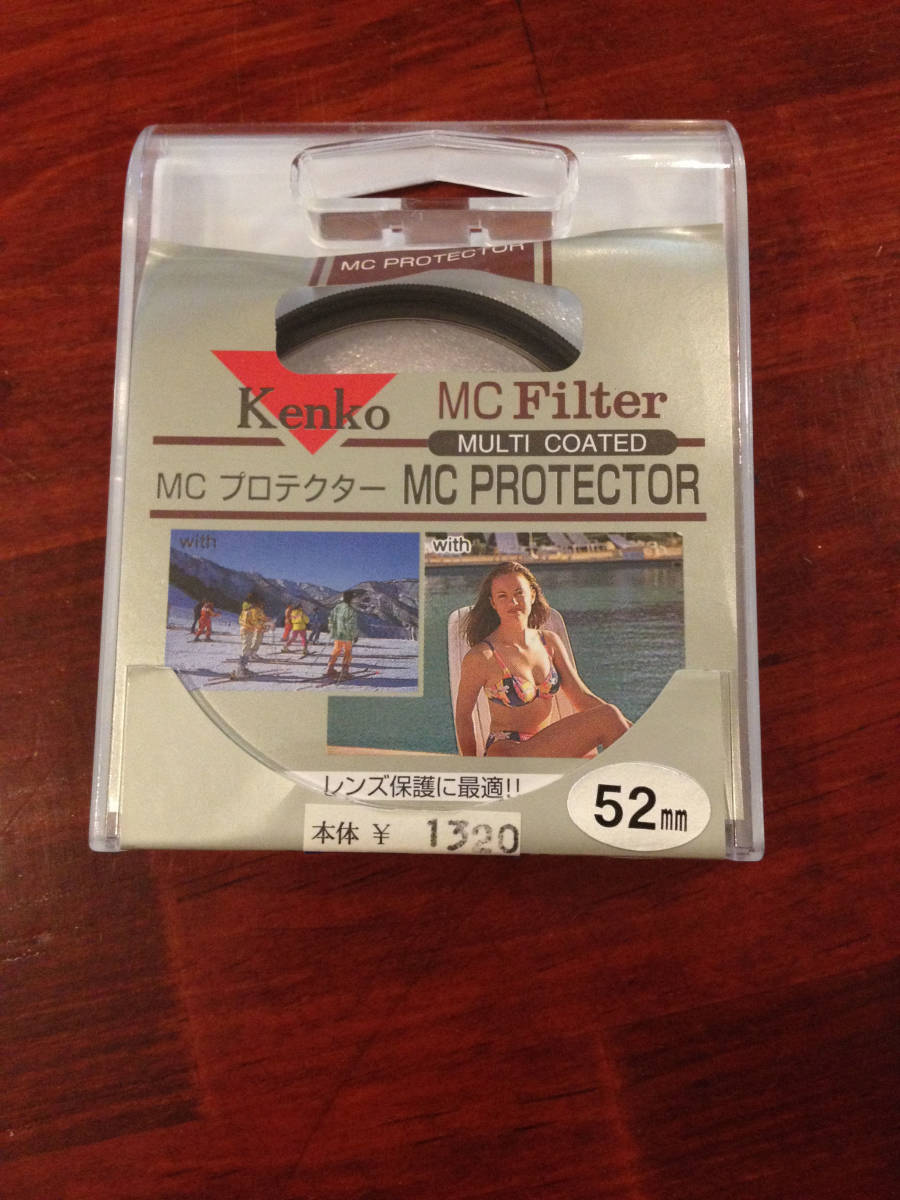 MC PROTECTOR
Kenko
MC Filter
MULTI COATED
MC プロテクター MC PROTECTOR
with
with
レンズ保護に最適!!
52mm
本体 ¥ 1320